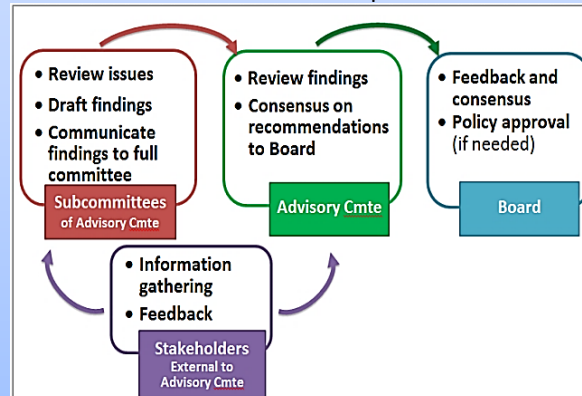 • Review issues
• Draft findings
• Communicate
findings to full
committee
Subcommittees
of Advisory Cmte
• Review findings
• Consensus on
recommendations
to Board
Advisory Cmte
• Feedback and
consensus
• Policy approval
(if needed)
Board
• Information
gathering
• Feedback
Stakeholders
External to
Advisory Cmte